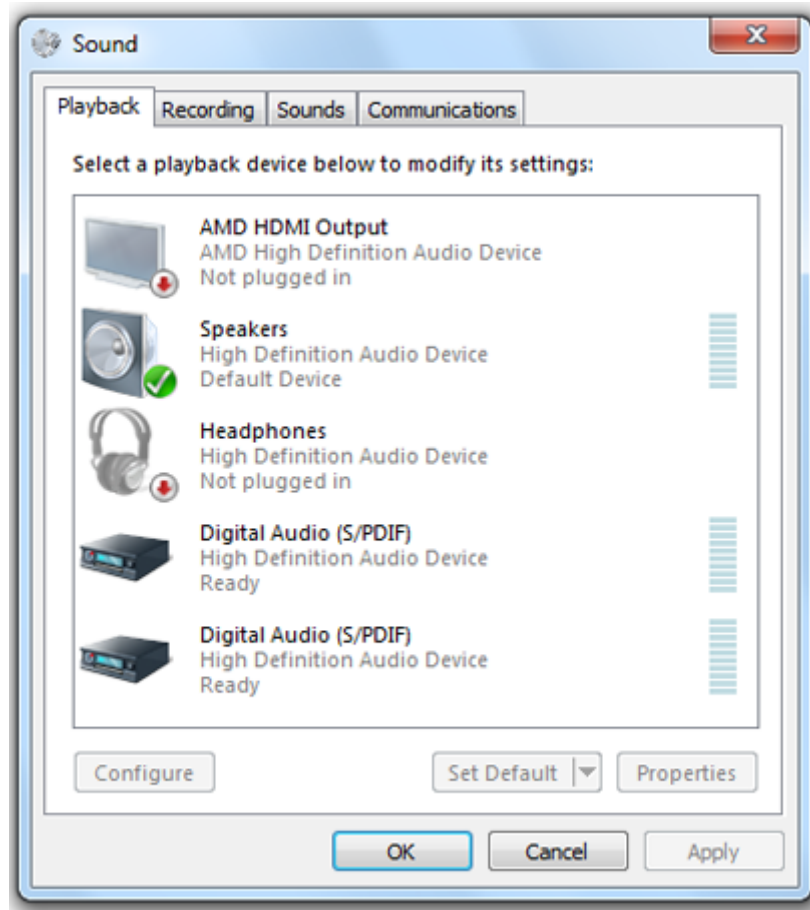 Sound
Playback Recording Sounds Communications
Select a playback device below to modify its settings:
AMD HDMI Output
AMD High Definition Audio Device
Not plugged in
Speakers
High Definition Audio Device
Default Device
Headphones
High Definition Audio Device
Not plugged in
Digital Audio (S/PDIF)
High Definition Audio Device
Ready
Digital Audio (S/PDIF)
High Definition Audio Device
Ready
Configure Set Default Properties
OK Cancel Apply